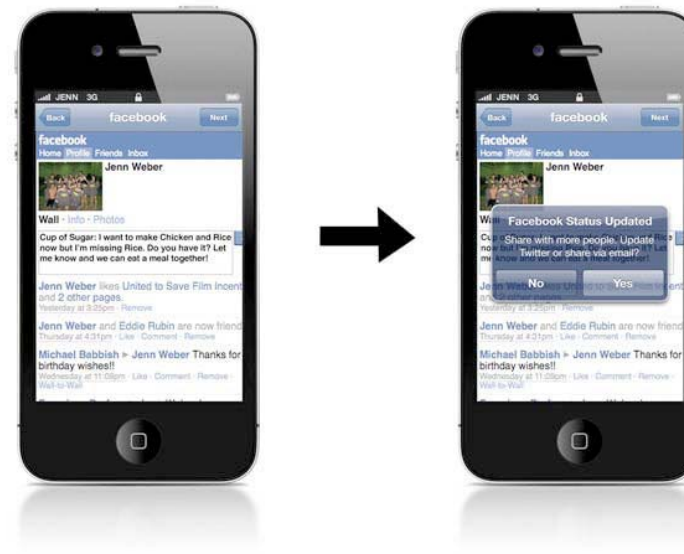 JENN 3G
Back facebook Next
facebook
Home Profile Friends Inbox
Jenn Weber
Wall · Info · Photos
Cup of Sugar: I want to make Chicken and Rice
now but I'm missing Rice. Do you have it? Let
me know and we can eat a meal together!
Jenn Weber likes United to Save Film Incent
and 2 other pages.
Yesterday at 3:25pm · Remove
Jenn Weber and Eddie Rubin are now friend
Thursday at 4:31pm · Like · Comment · Remove
Michael Babbish ▸ Jenn Weber Thanks for
birthday wishes!!
Wednesday at 11:09pm · Like · Comment · Remove ·
Wall-to-Wall
JENN 3G
Back facebook Next
facebook
Home Profile Friends Inbox
Jenn Weber
Facebook Status Updated
Share with more people. Update
Twitter or share via email?
No Yes
Jenn Weber and Eddie Rubin are now friend
Thursday at 4:31pm · Like · Comment · Remove
Michael Babbish ▸ Jenn Weber Thanks for
birthday wishes!!
Wednesday at 11:09pm · Like · Comment · Remove ·
Wall-to-Wall